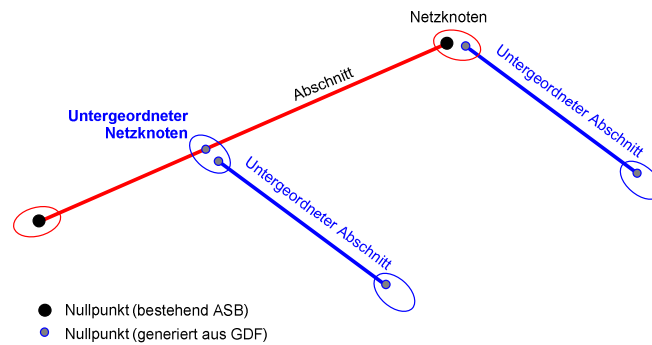 Netzknoten
Abschnitt
Untergeordneter Abschnitt
Untergeordneter
Netzknoten
Untergeordneter Abschnitt
Nullpunkt (bestehend ASB)
Nullpunkt (generiert aus GDF)